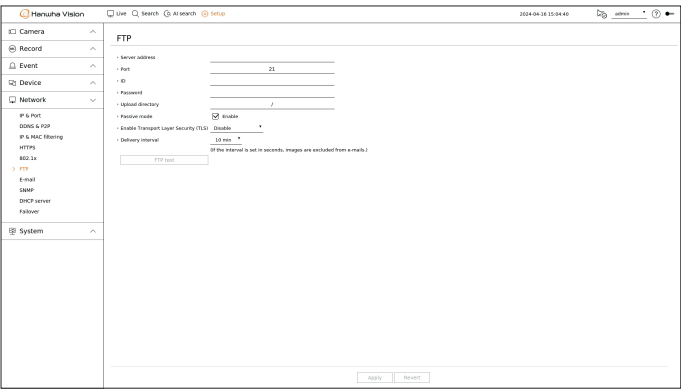 Hanwha Vision
Live Search AI search Setup
2024-04-16 15:04:40
admin
?
Camera
Record
Event
Device
Network
IP & Port
DDNS & P2P
IP & MAC filtering
HTTPS
802.1x
FTP
E-mail
SNMP
DHCP server
Failover
System
FTP
Server address
Port 21
ID
Password
Upload directory /
Passive mode Enable
Enable Transport Layer Security (TLS) Disable
Delivery interval 10 min
(If the interval is set in seconds, images are excluded from e-mails.)
FTP test
Apply Revert